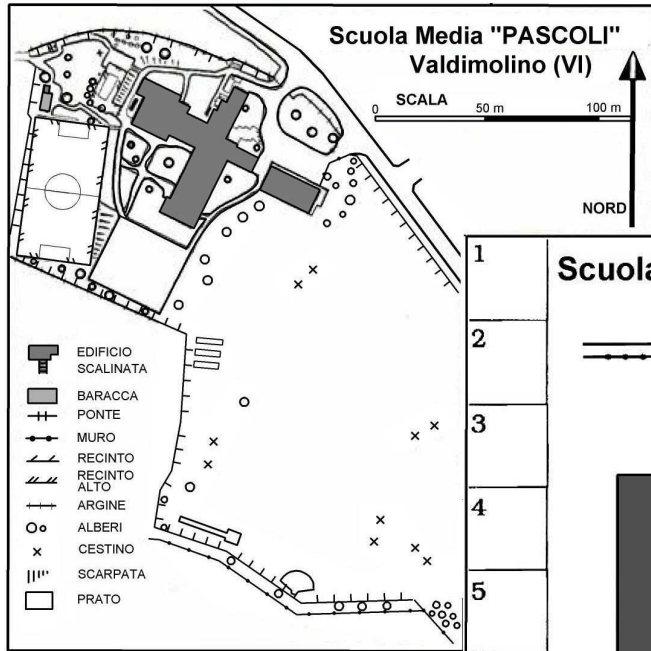 Scuola Media "PASCOLI"
Valdimolino (VI)
SCALA
0 50 m 100 m
NORD
EDIFICIO
SCALINATA
BARACCA
PONTE
MURO
RECINTO
RECINTO
ALTO
ARGINE
ALBERI
CESTINO
SCARPATA
PRATO
1
2
3
4
5
Scuola